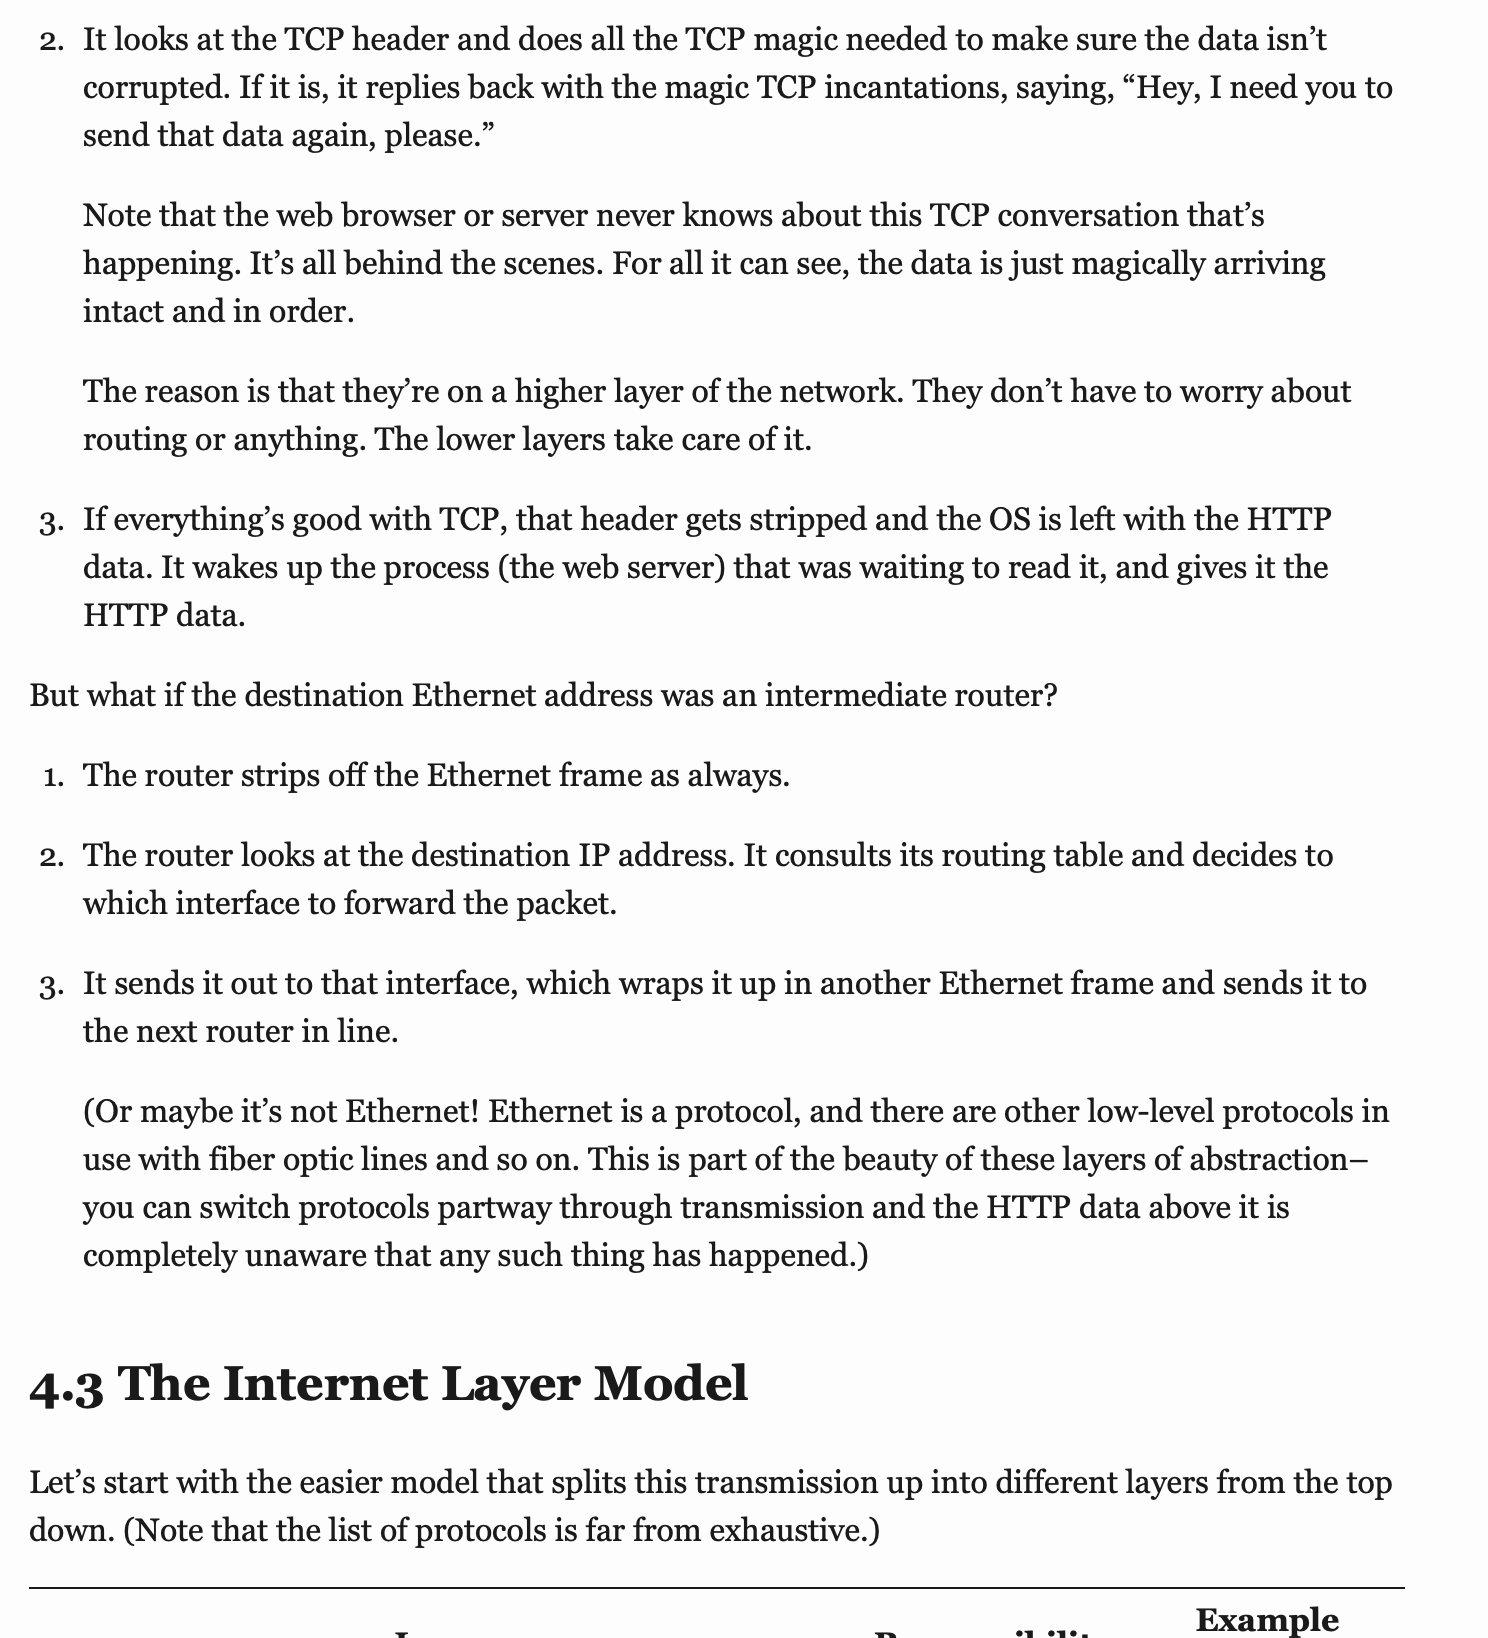 2. It looks at the TCP header and does all the TCP magic needed to make sure the data isn’t
corrupted. If it is, it replies back with the magic TCP incantations, saying, “Hey, I need you to
send that data again, please.”
Note that the web browser or server never knows about this TCP conversation that’s
happening. It’s all behind the scenes. For all it can see, the data is just magically arriving
intact and in order.
The reason is that they’re on a higher layer of the network. They don’t have to worry about
routing or anything. The lower layers take care of it.
3. If everything’s good with TCP, that header gets stripped and the OS is left with the HTTP
data. It wakes up the process (the web server) that was waiting to read it, and gives it the
HTTP data.
But what if the destination Ethernet address was an intermediate router?
1. The router strips off the Ethernet frame as always.
2. The router looks at the destination IP address. It consults its routing table and decides to
which interface to forward the packet.
3. It sends it out to that interface, which wraps it up in another Ethernet frame and sends it to
the next router in line.
(Or maybe it’s not Ethernet! Ethernet is a protocol, and there are other low-level protocols in
use with fiber optic lines and so on. This is part of the beauty of these layers of abstraction–
you can switch protocols partway through transmission and the HTTP data above it is
completely unaware that any such thing has happened.)
4.3 The Internet Layer Model
Let’s start with the easier model that splits this transmission up into different layers from the top
down. (Note that the list of protocols is far from exhaustive.)
Example